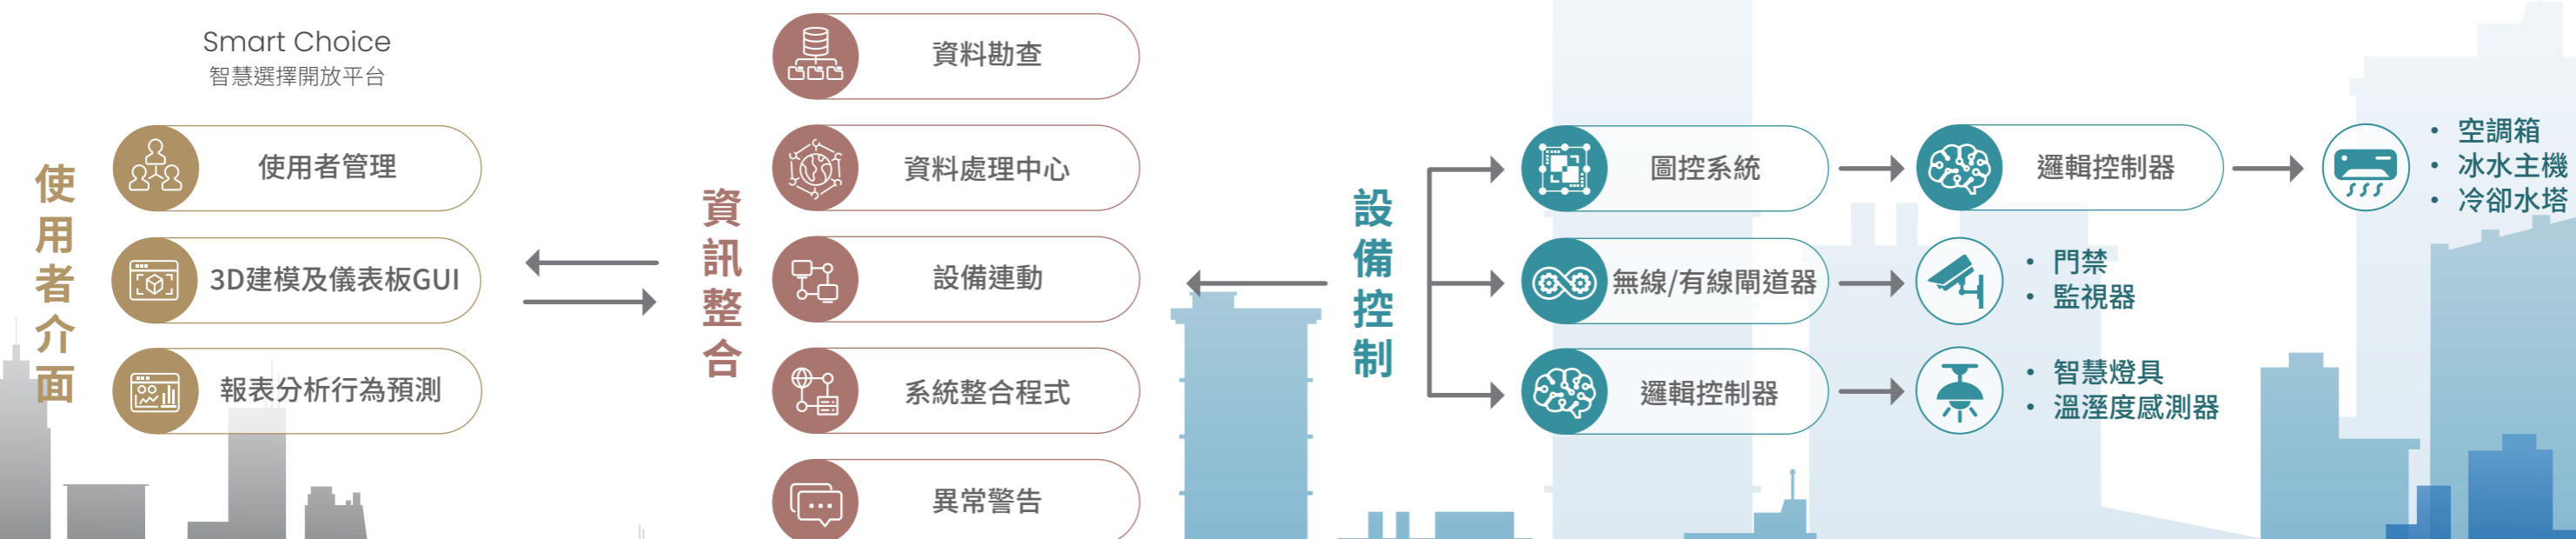 Smart Choice
智慧選擇開放平台
使用者介面
使用者管理
3D建模及儀表板GUI
報表分析行為預測
資訊整合
資料勘查
資料處理中心
設備連動
系統整合程式
異常警告
設備控制
圖控系統
邏輯控制器
• 空調箱
• 冰水主機
• 冷卻水塔
無線/有線閘道器
• 門禁
• 監視器
邏輯控制器
• 智慧燈具
• 溫溼度感測器